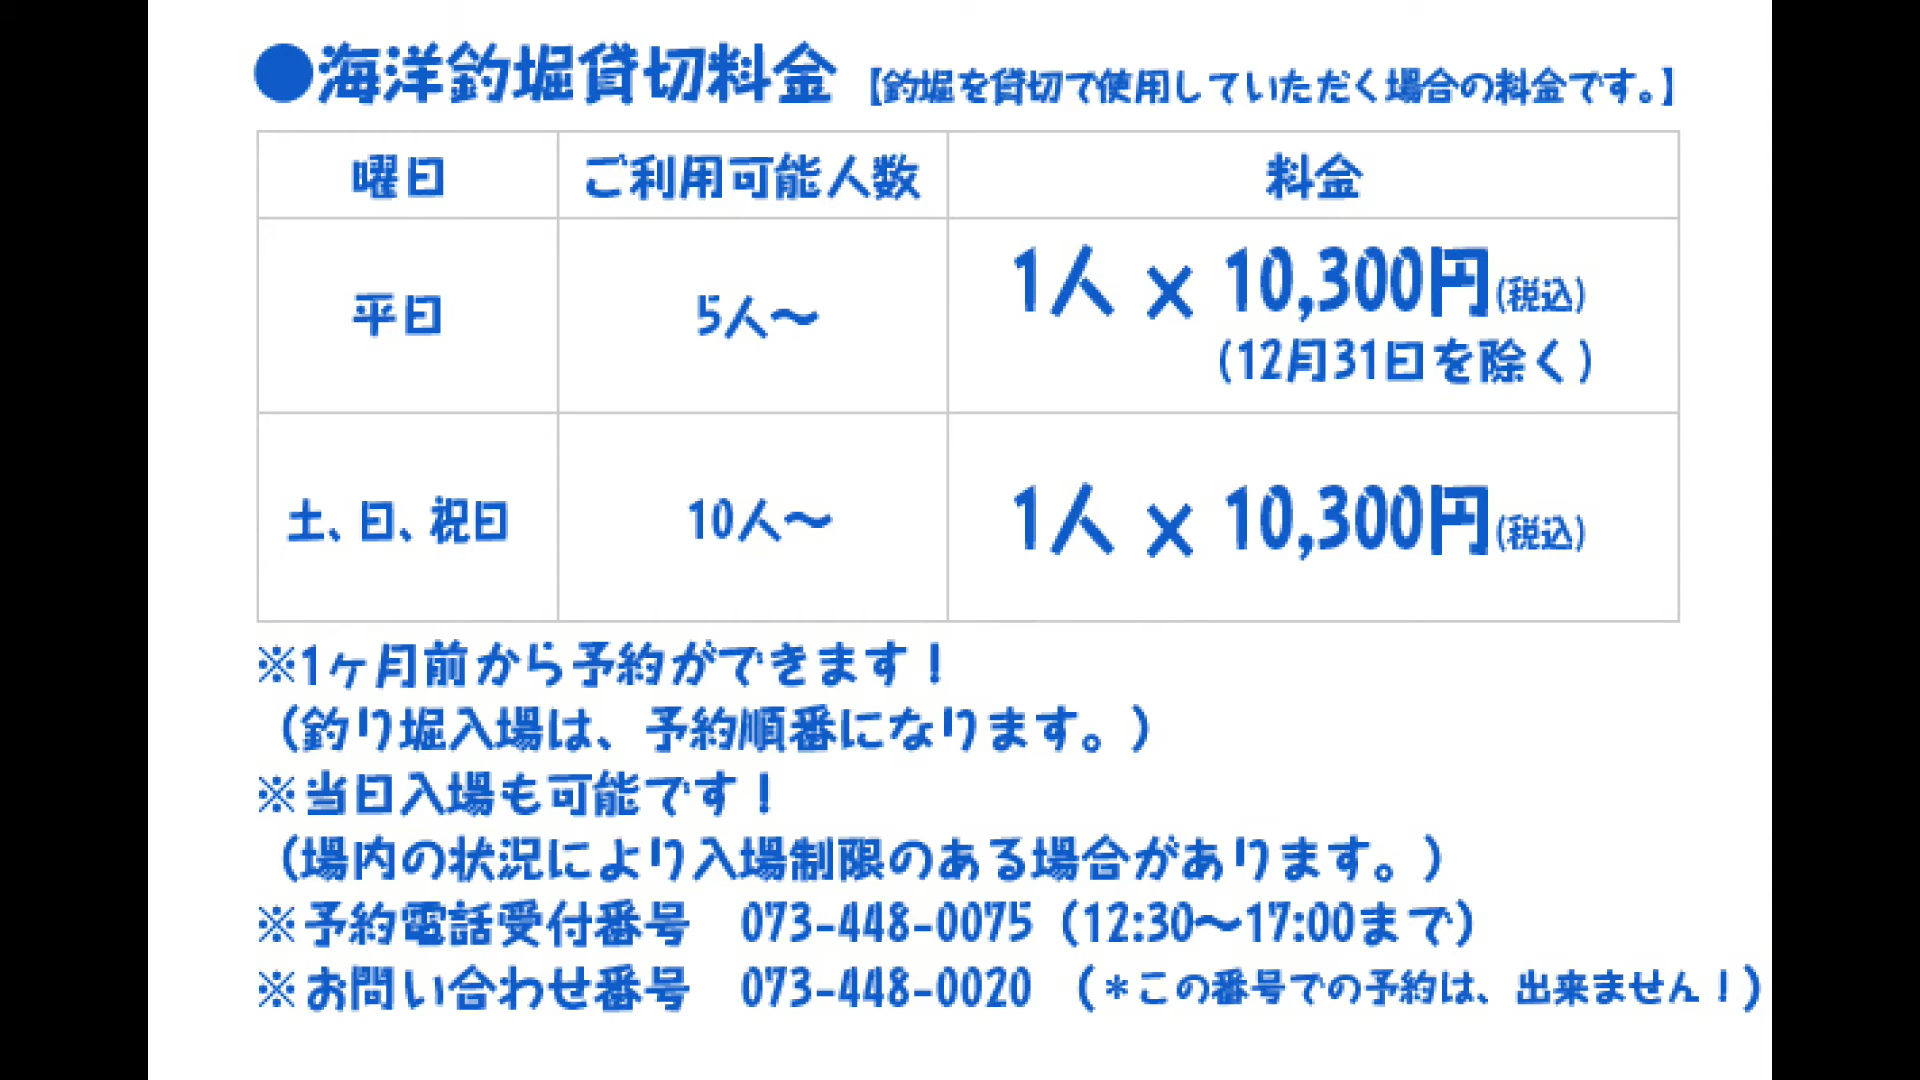 ●海洋釣堀貸切料金 【釣堀を貸切で使用していただく場合の料金です。】
曜日 ご利用可能人数 料金
平日 5人～ 1人 x 10,300円(税込)
(12月31日を除く)
土、日、祝日 10人～ 1人 x 10,300円(税込)
※1ヶ月前から予約ができます！
（釣り堀入場は、予約順番になります。）
※当日入場も可能です！
（場内の状況により入場制限のある場合があります。）
※予約電話受付番号　073-448-0075（12:30～17:00まで）
※お問い合わせ番号　073-448-0020　（＊この番号での予約は、出来ません！）